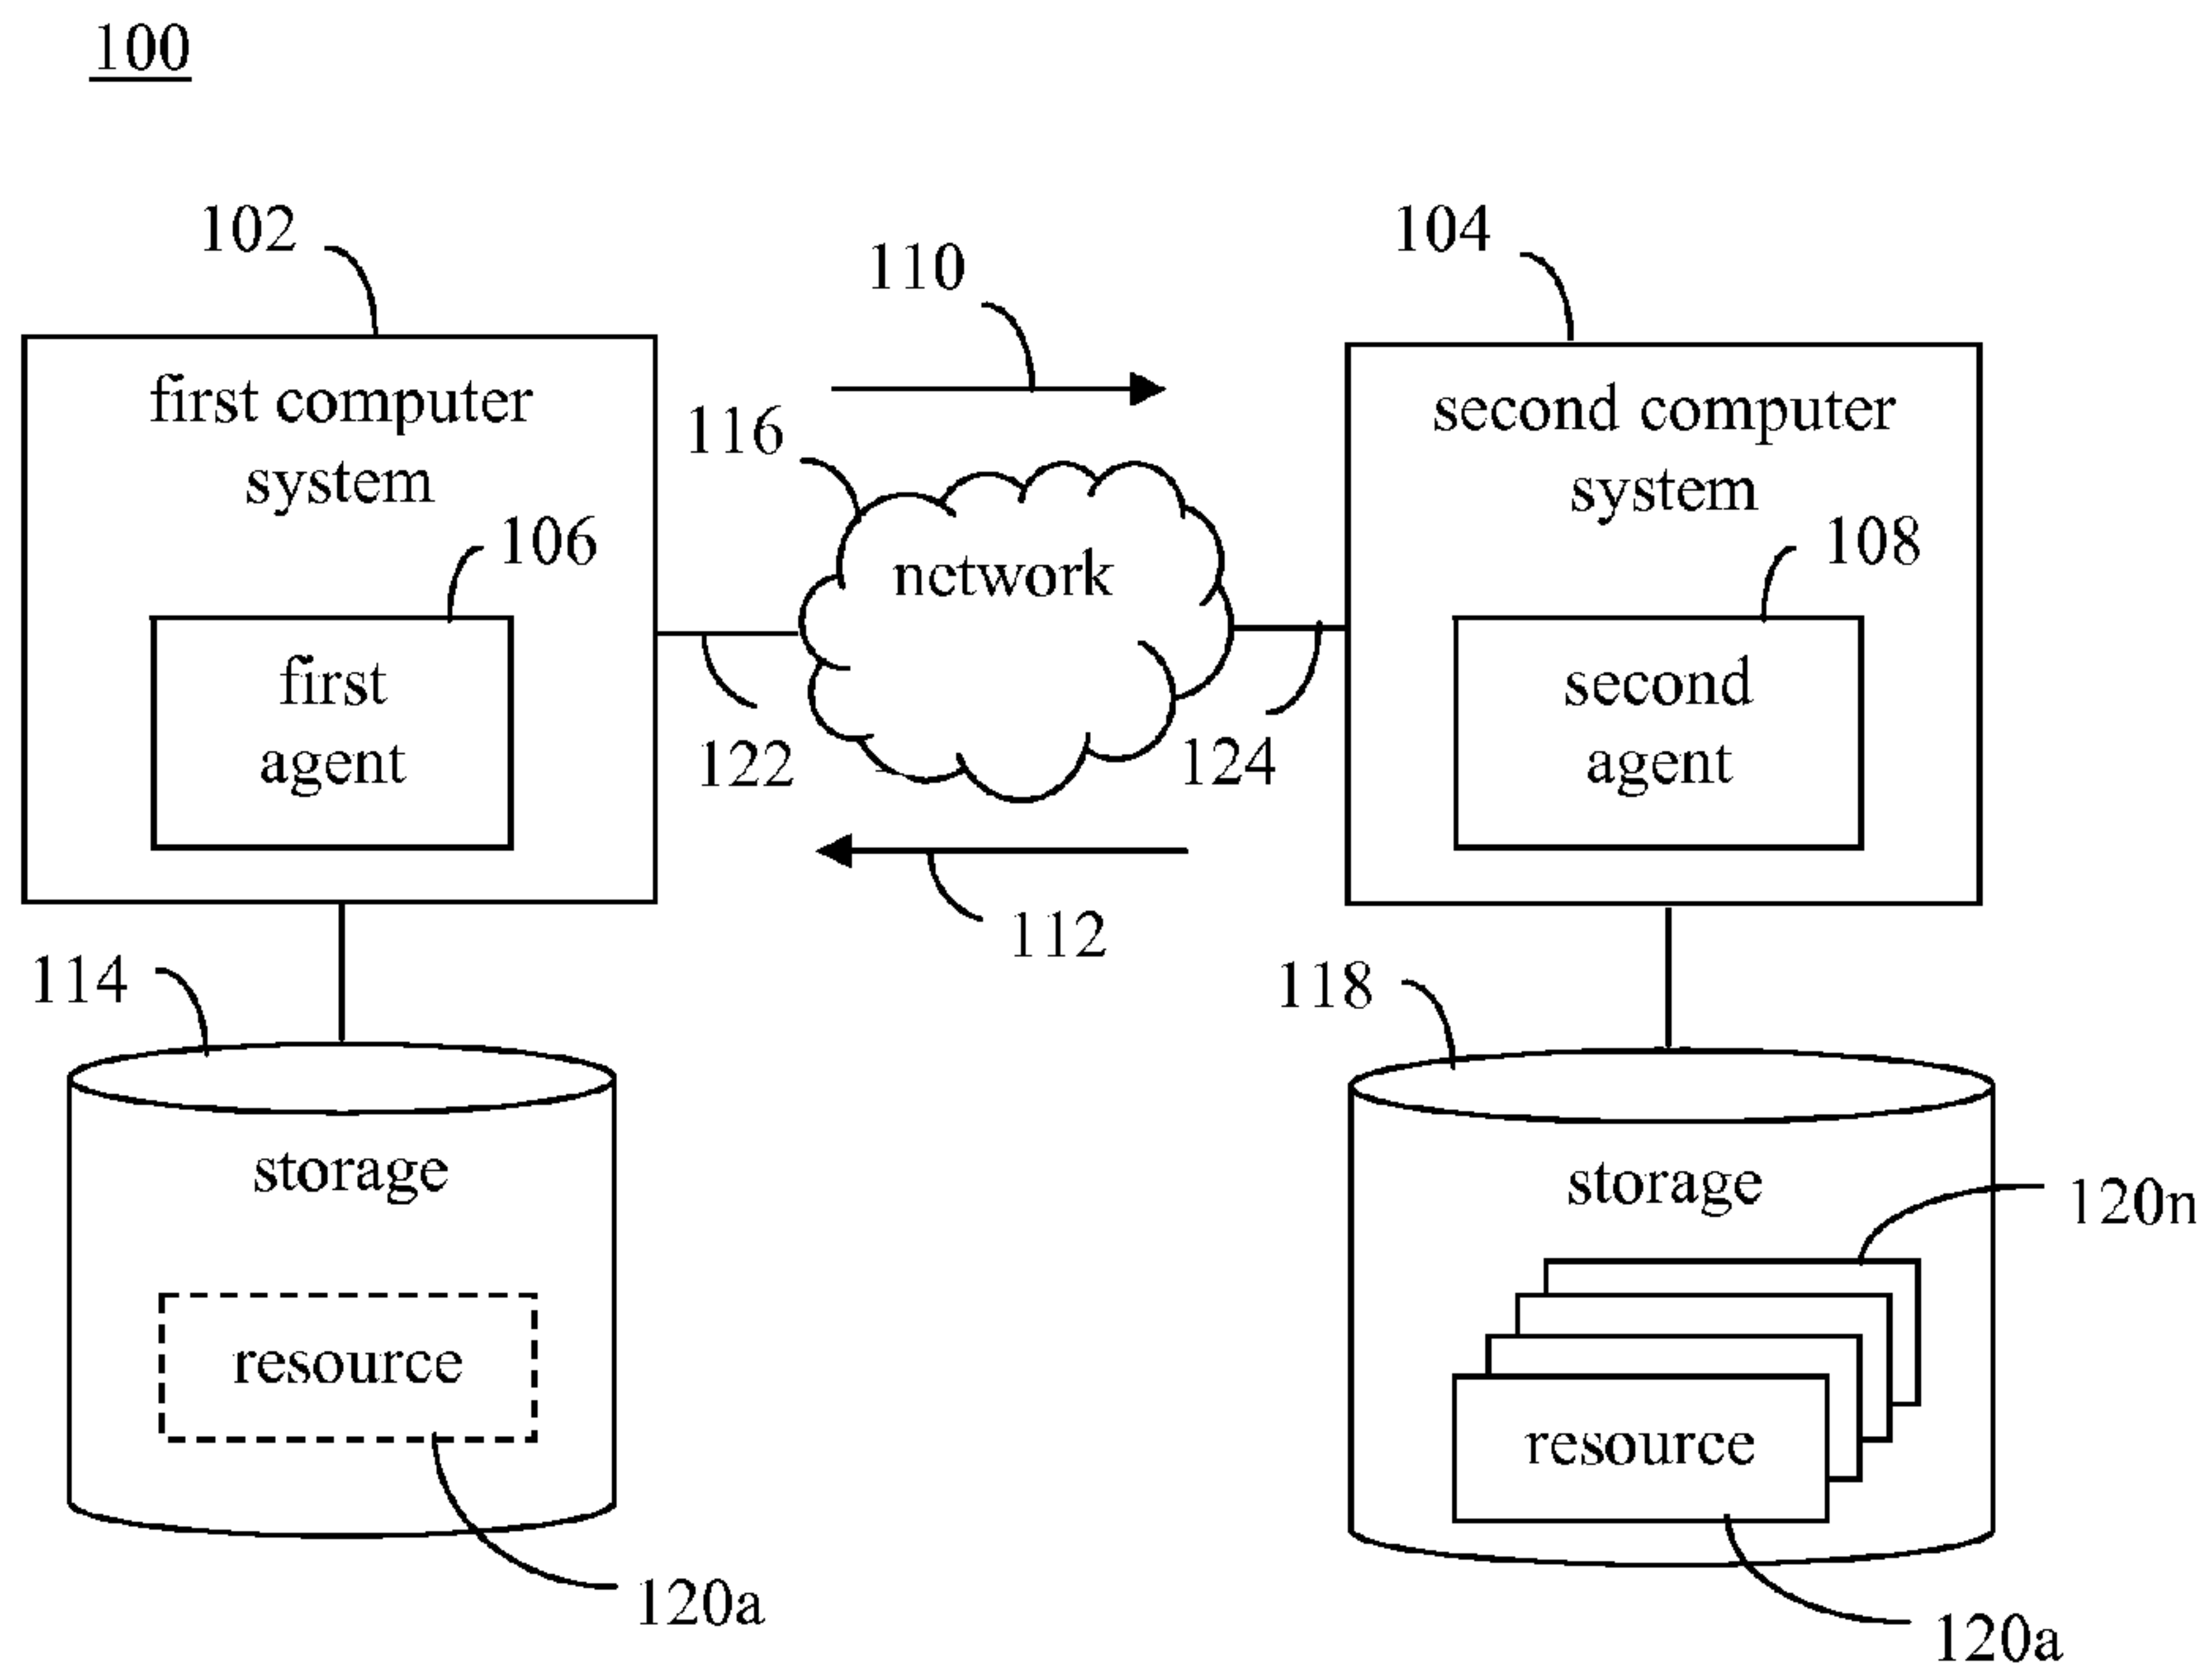 100
102
104
110
first computer
system
116
second computer
system
106
network
108
first
agent
second
agent
122
124
112
114
118
storage
storage
120n
resource
resource
120a
120a